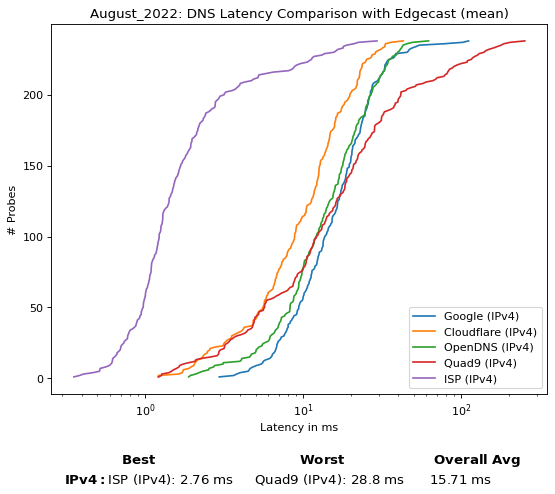 August_2022: DNS Latency Comparison with Edgecast (mean)
# Probes
200
150
100
50
0
Google (IPv4)
Cloudflare (IPv4)
OpenDNS (IPv4)
Quad9 (IPv4)
ISP (IPv4)
10⁰ 10¹ 10²
Latency in ms
Best Worst Overall Avg
IPv4: ISP (IPv4): 2.76 ms Quad9 (IPv4): 28.8 ms 15.71 ms